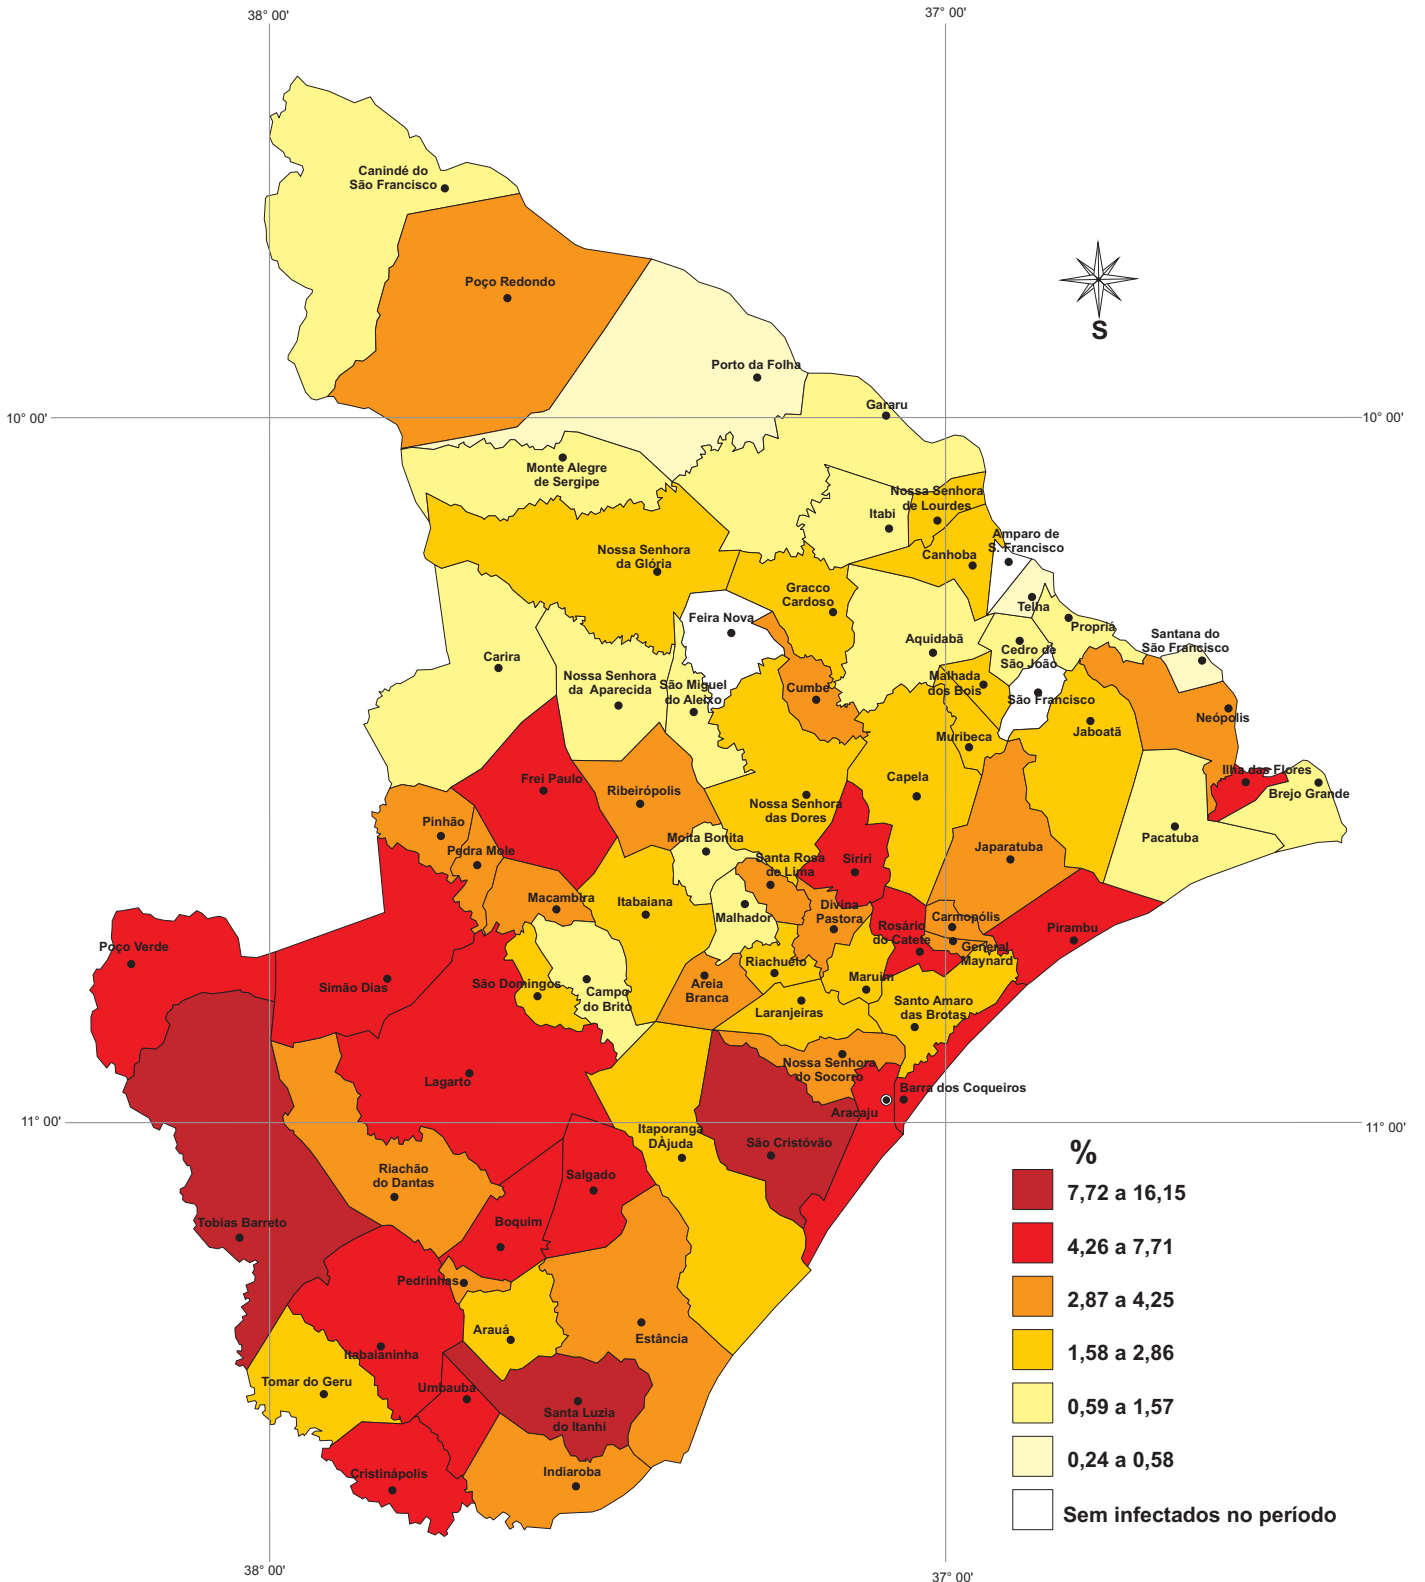 38° 00'
37° 00'
Canindé do
São Francisco
Poço Redondo
S
Porto da Folha
Gararu
10° 00'
10° 00'
Monte Alegre
de Sergipe
Nossa Senhora
de Lourdes
Itabi
Amparo de
S. Francisco
Nossa Senhora
da Glória
Canhoba
Gracco
Cardoso
Telha
Feira Nova
Propriá
Aquidabã
Santana do
São Francisco
Cedro de
São João
Carira
Nossa Senhora
da Aparecida
São Miguel
do Aleixo
Cumbe
Malhada
dos Bois
São Francisco
Neópolis
Jaboatã
Muribeca
Frei Paulo
Ribeirópolis
Capela
Ilha das Flores
Brejo Grande
Nossa Senhora
das Dores
Pinhão
Moita Bonita
Pacatuba
Pedra Mole
Santa Rosa
de Lima
Siriri
Japaratuba
Macambira
Itabaiana
Malhador
Divina
Pastora
Carmopólis
Rosário
do Catete
Pirambu
Poço Verde
General
Maynard
Riachuelo
Simão Dias
São Domingos
Campo
do Brito
Areia
Branca
Maruim
Laranjeiras
Santo Amaro
das Brotas
Nossa Senhora
do Socorro
Lagarto
Barra dos Coqueiros
Aracaju
11° 00'
11° 00'
Itaporanga
DÀjuda
São Cristóvão
%
Riachão
do Dantas
Salgado
7,72 a 16,15
Tobias Barreto
Boquim
4,26 a 7,71
Pedrinhas
2,87 a 4,25
Arauá
Estância
Itabaianinha
1,58 a 2,86
Tomar do Geru
Umbauba
Santa Luzia
do Itanhi
0,59 a 1,57
Cristinápolis
Indiaroba
0,24 a 0,58
Sem infectados no período
38° 00'
37° 00'